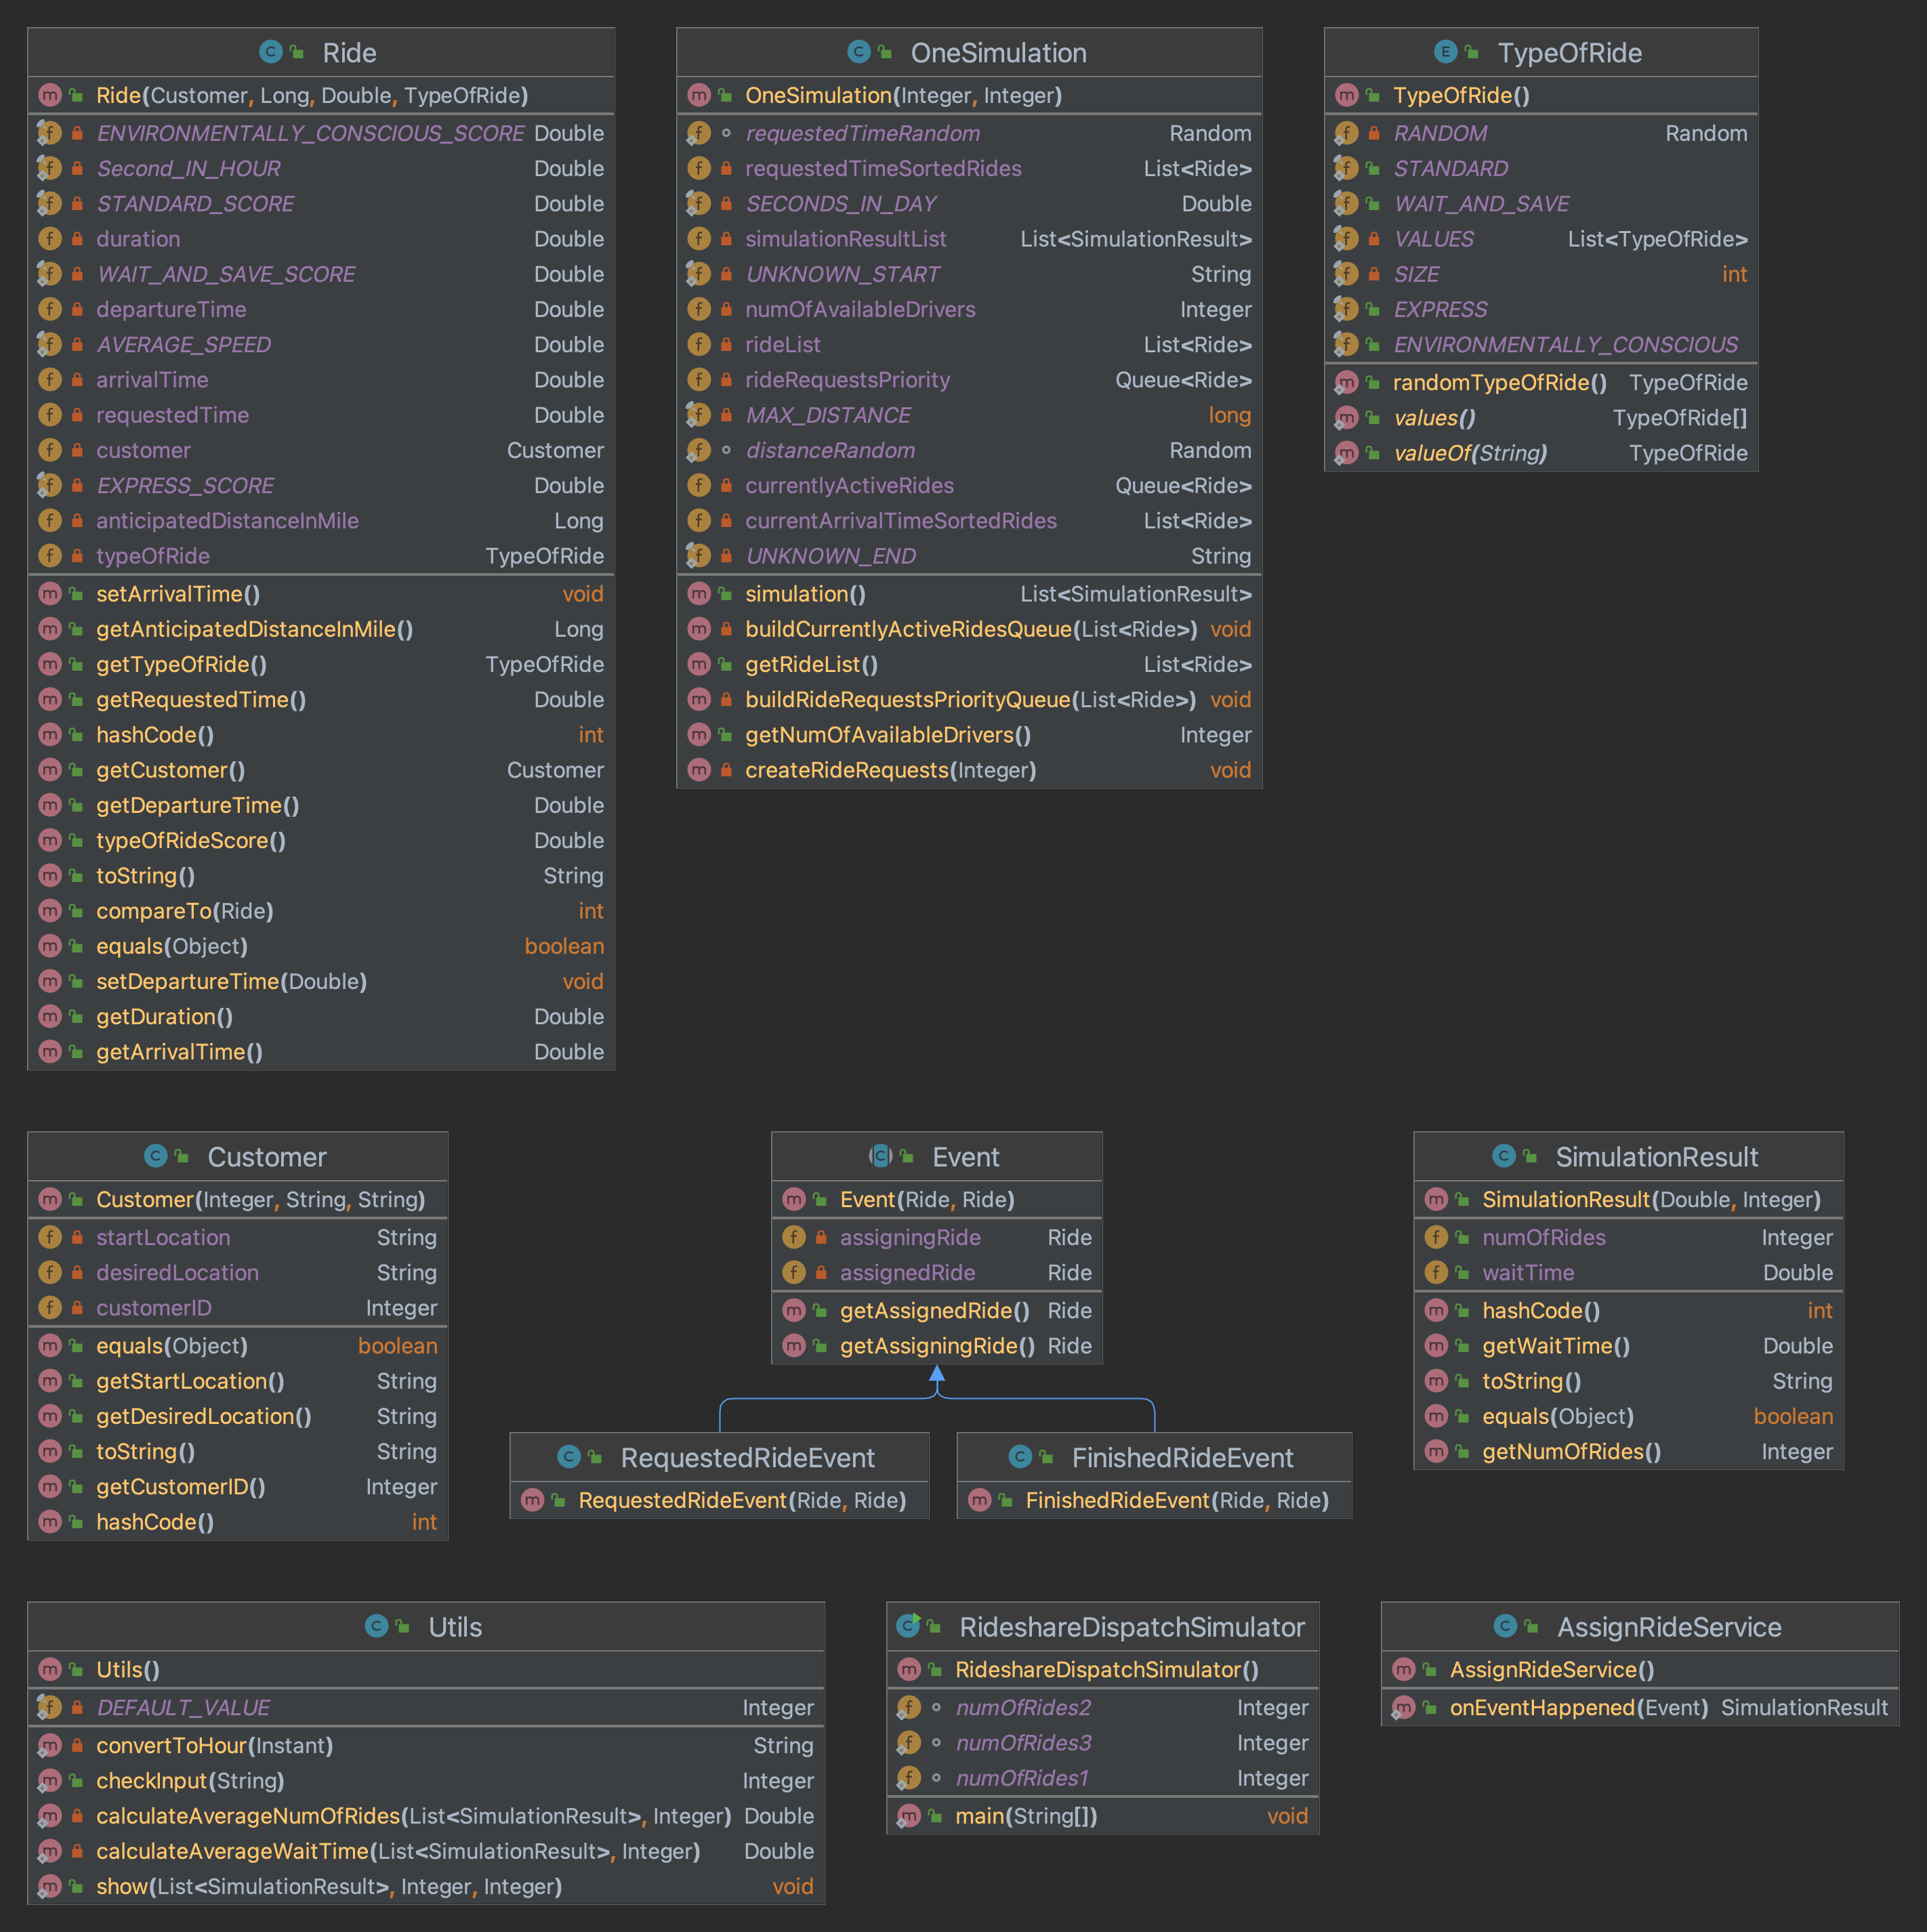 Ride
Ride(Customer, Long, Double, TypeOfRide)
ENVIRONMENTALLY_CONSCIOUS_SCORE Double
Second_IN_HOUR Double
STANDARD_SCORE Double
duration Double
WAIT_AND_SAVE_SCORE Double
departureTime Double
AVERAGE_SPEED Double
arrivalTime Double
requestedTime Double
customer Customer
EXPRESS_SCORE Double
anticipatedDistanceInMile Long
typeOfRide TypeOfRide
setArrivalTime() void
getAnticipatedDistanceInMile() Long
getTypeOfRide() TypeOfRide
getRequestedTime() Double
hashCode() int
getCustomer() Customer
getDepartureTime() Double
typeOfRideScore() Double
toString() String
compareTo(Ride) int
equals(Object) boolean
setDepartureTime(Double) void
getDuration() Double
getArrivalTime() Double
OneSimulation
OneSimulation(Integer, Integer)
requestedTimeRandom Random
requestedTimeSortedRides List<Ride>
SECONDS_IN_DAY Double
simulationResultList List<SimulationResult>
UNKNOWN_START String
numOfAvailableDrivers Integer
rideList List<Ride>
rideRequestsPriority Queue<Ride>
MAX_DISTANCE long
distanceRandom Random
currentlyActiveRides Queue<Ride>
currentArrivalTimeSortedRides List<Ride>
UNKNOWN_END String
simulation() List<SimulationResult>
buildCurrentlyActiveRidesQueue(List<Ride>) void
getRideList() List<Ride>
buildRideRequestsPriorityQueue(List<Ride>) void
getNumOfAvailableDrivers() Integer
createRideRequests(Integer) void
TypeOfRide
TypeOfRide()
RANDOM Random
STANDARD
WAIT_AND_SAVE
VALUES List<TypeOfRide>
SIZE int
EXPRESS
ENVIRONMENTALLY_CONSCIOUS
randomTypeOfRide() TypeOfRide
values() TypeOfRide[]
valueOf(String) TypeOfRide
Customer
Customer(Integer, String, String)
startLocation String
desiredLocation String
customerID Integer
equals(Object) boolean
getStartLocation() String
getDesiredLocation() String
toString() String
getCustomerID() Integer
hashCode() int
Event
Event(Ride, Ride)
assigningRide Ride
assignedRide Ride
getAssignedRide() Ride
getAssigningRide() Ride
RequestedRideEvent
RequestedRideEvent(Ride, Ride)
FinishedRideEvent
FinishedRideEvent(Ride, Ride)
SimulationResult
SimulationResult(Double, Integer)
numOfRides Integer
waitTime Double
hashCode() int
getWaitTime() Double
toString() String
equals(Object) boolean
getNumOfRides() Integer
Utils
Utils()
DEFAULT_VALUE Integer
convertToHour(Instant) String
checkInput(String) Integer
calculateAverageNumOfRides(List<SimulationResult>, Integer) Double
calculateAverageWaitTime(List<SimulationResult>, Integer) Double
show(List<SimulationResult>, Integer, Integer) void
RideshareDispatchSimulator
RideshareDispatchSimulator()
numOfRides2 Integer
numOfRides3 Integer
numOfRides1 Integer
main(String[]) void
AssignRideService
AssignRideService()
onEventHappened(Event) SimulationResult